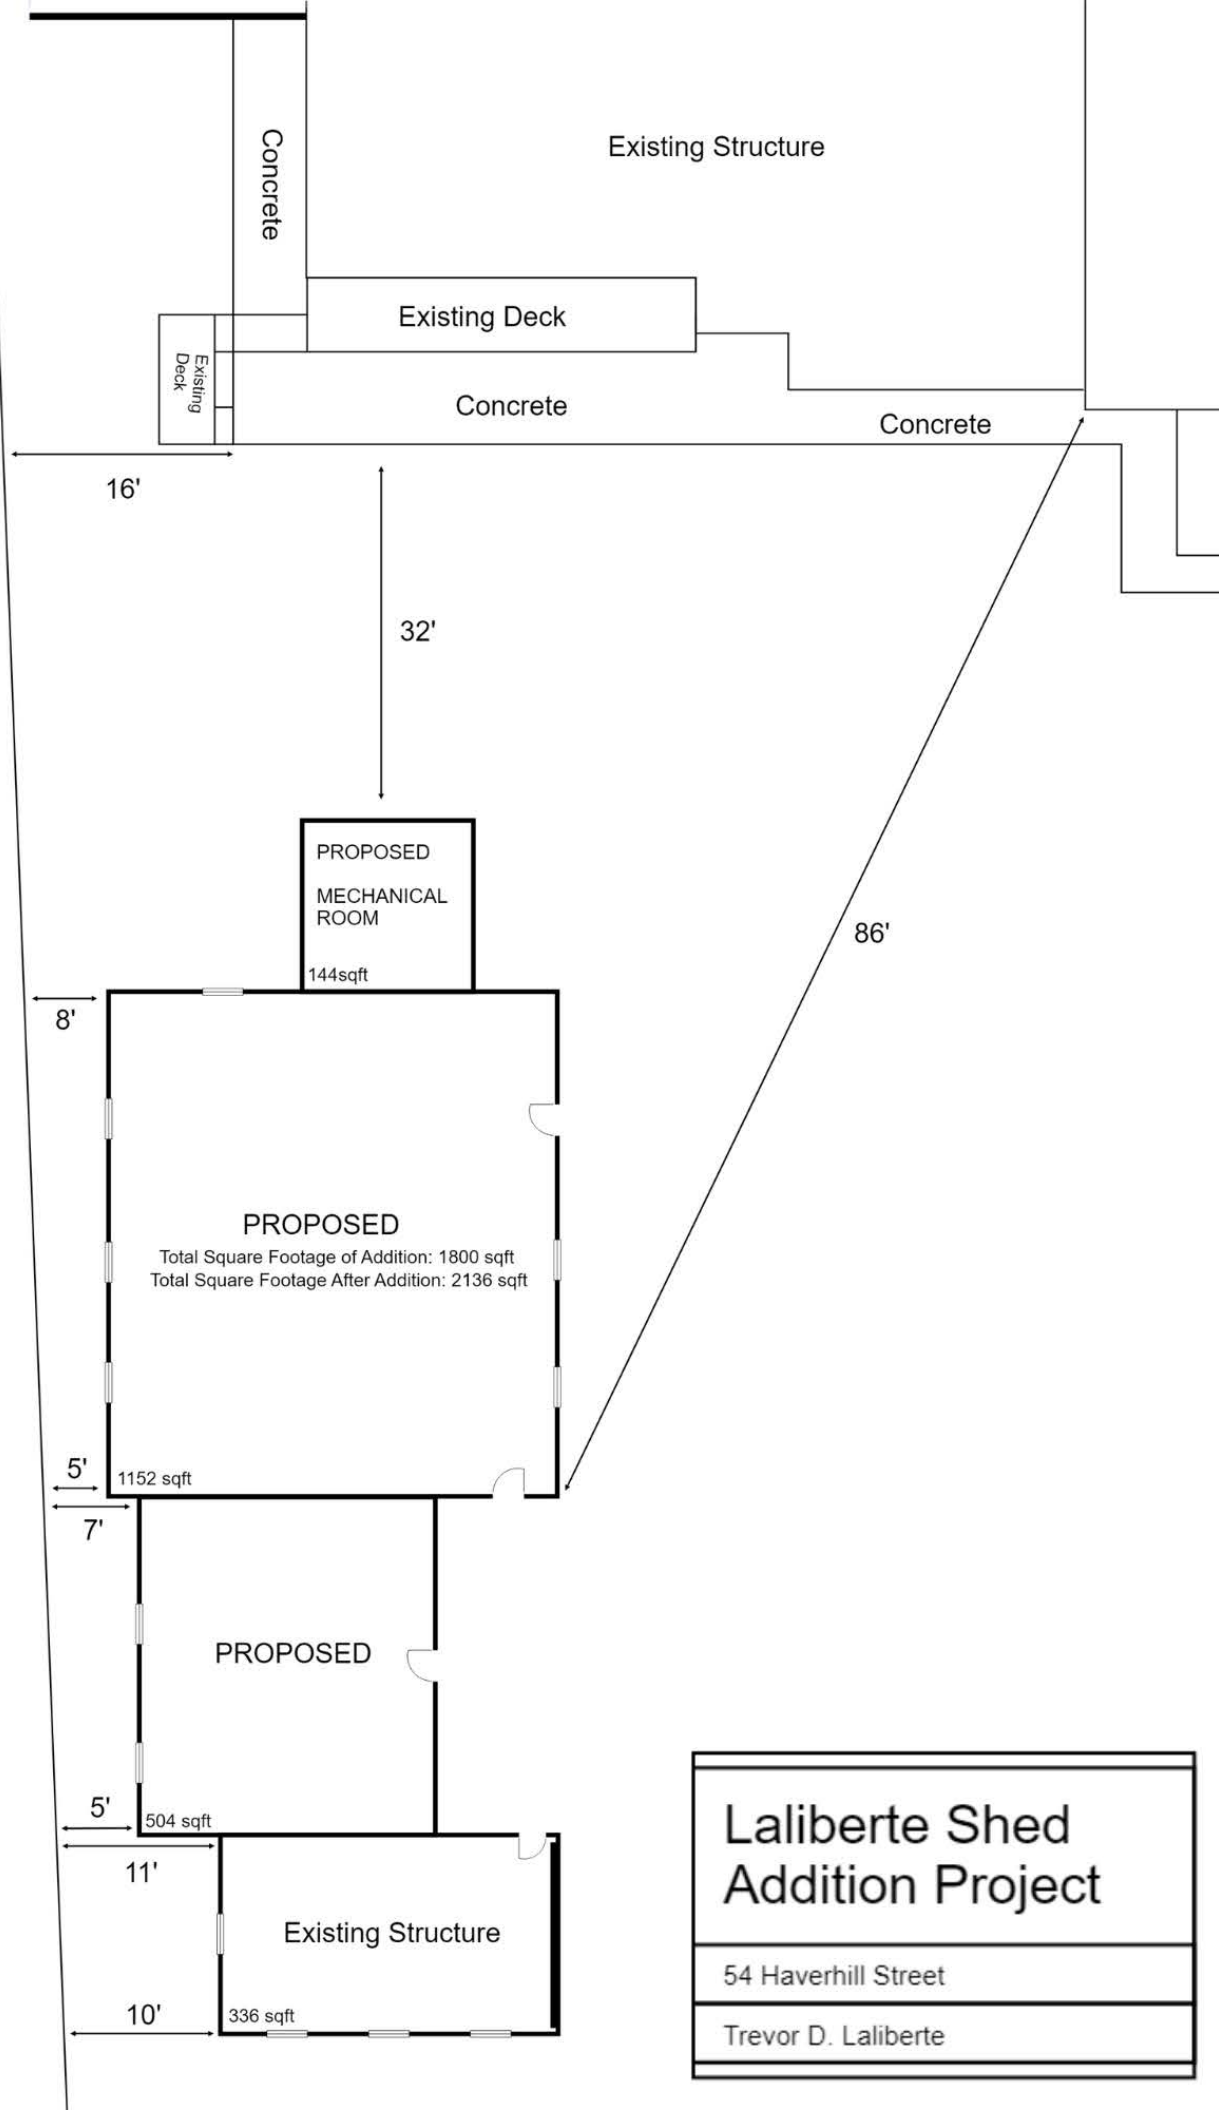 Concrete
Existing Structure
Existing Deck
Existing
Deck
Concrete
Concrete
16'
32'
PROPOSED
MECHANICAL
ROOM
144sqft
86'
8'
PROPOSED
Total Square Footage of Addition: 1800 sqft
Total Square Footage After Addition: 2136 sqft
5'
1152 sqft
7'
PROPOSED
5'
504 sqft
11'
Existing Structure
336 sqft
10'
Laliberte Shed
Addition Project
54 Haverhill Street
Trevor D. Laliberte